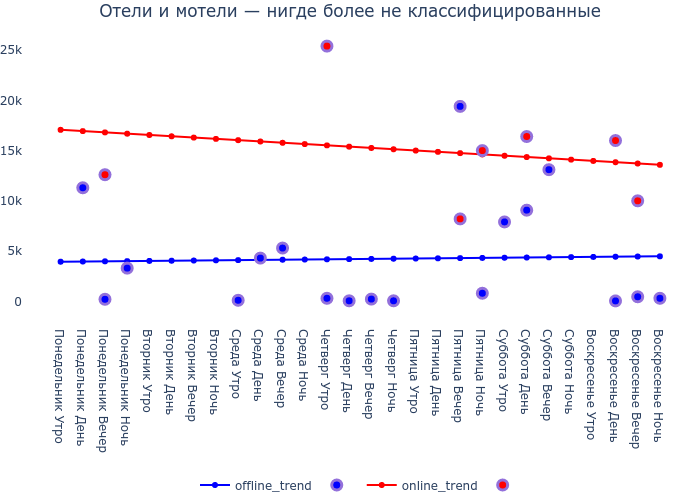 Отели и мотели — нигде более не классифицированные
25k
20k
15k
10k
5k
0
Понедельник Утро
Понедельник День
Понедельник Вечер
Понедельник Ночь
Вторник Утро
Вторник День
Вторник Вечер
Вторник Ночь
Среда Утро
Среда День
Среда Вечер
Среда Ночь
Четверг Утро
Четверг День
Четверг Вечер
Четверг Ночь
Пятница Утро
Пятница День
Пятница Вечер
Пятница Ночь
Суббота Утро
Суббота День
Суббота Вечер
Суббота Ночь
Воскресенье Утро
Воскресенье День
Воскресенье Вечер
Воскресенье Ночь
offline_trend
online_trend